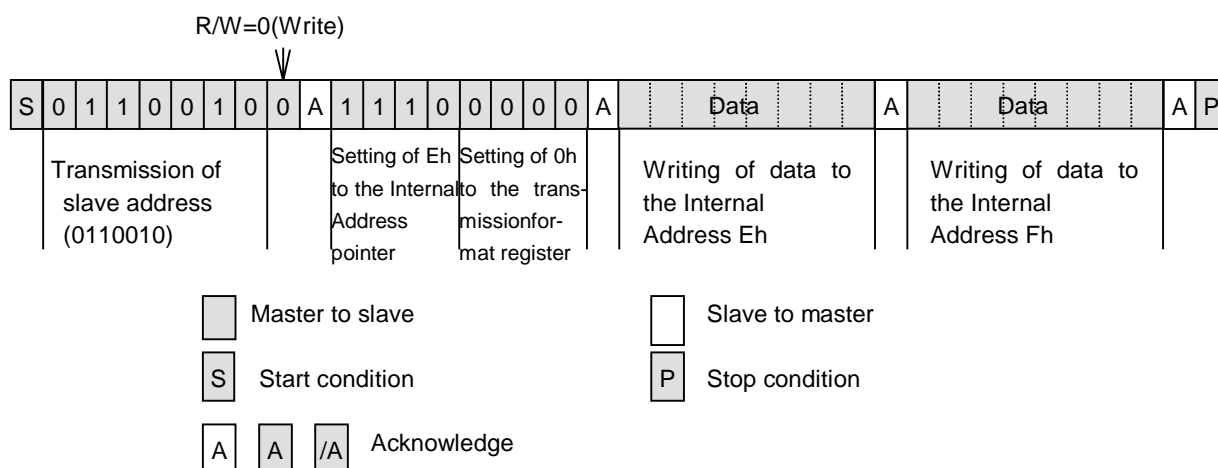 R/W=0(Write)
S 0 1 1 0 0 1 0 0 A 1 1 1 0 0 0 0 0 A Data A Data A P
Transmission of
slave address
(0110010)
Setting of Eh
to the Internal
Address
pointer
Setting of 0h
to the trans-
missionfor-
mat register
Writing of data to
the Internal
Address Eh
Writing of data to
the Internal
Address Fh
Master to slave
Slave to master
S Start condition
P Stop condition
A A /A Acknowledge